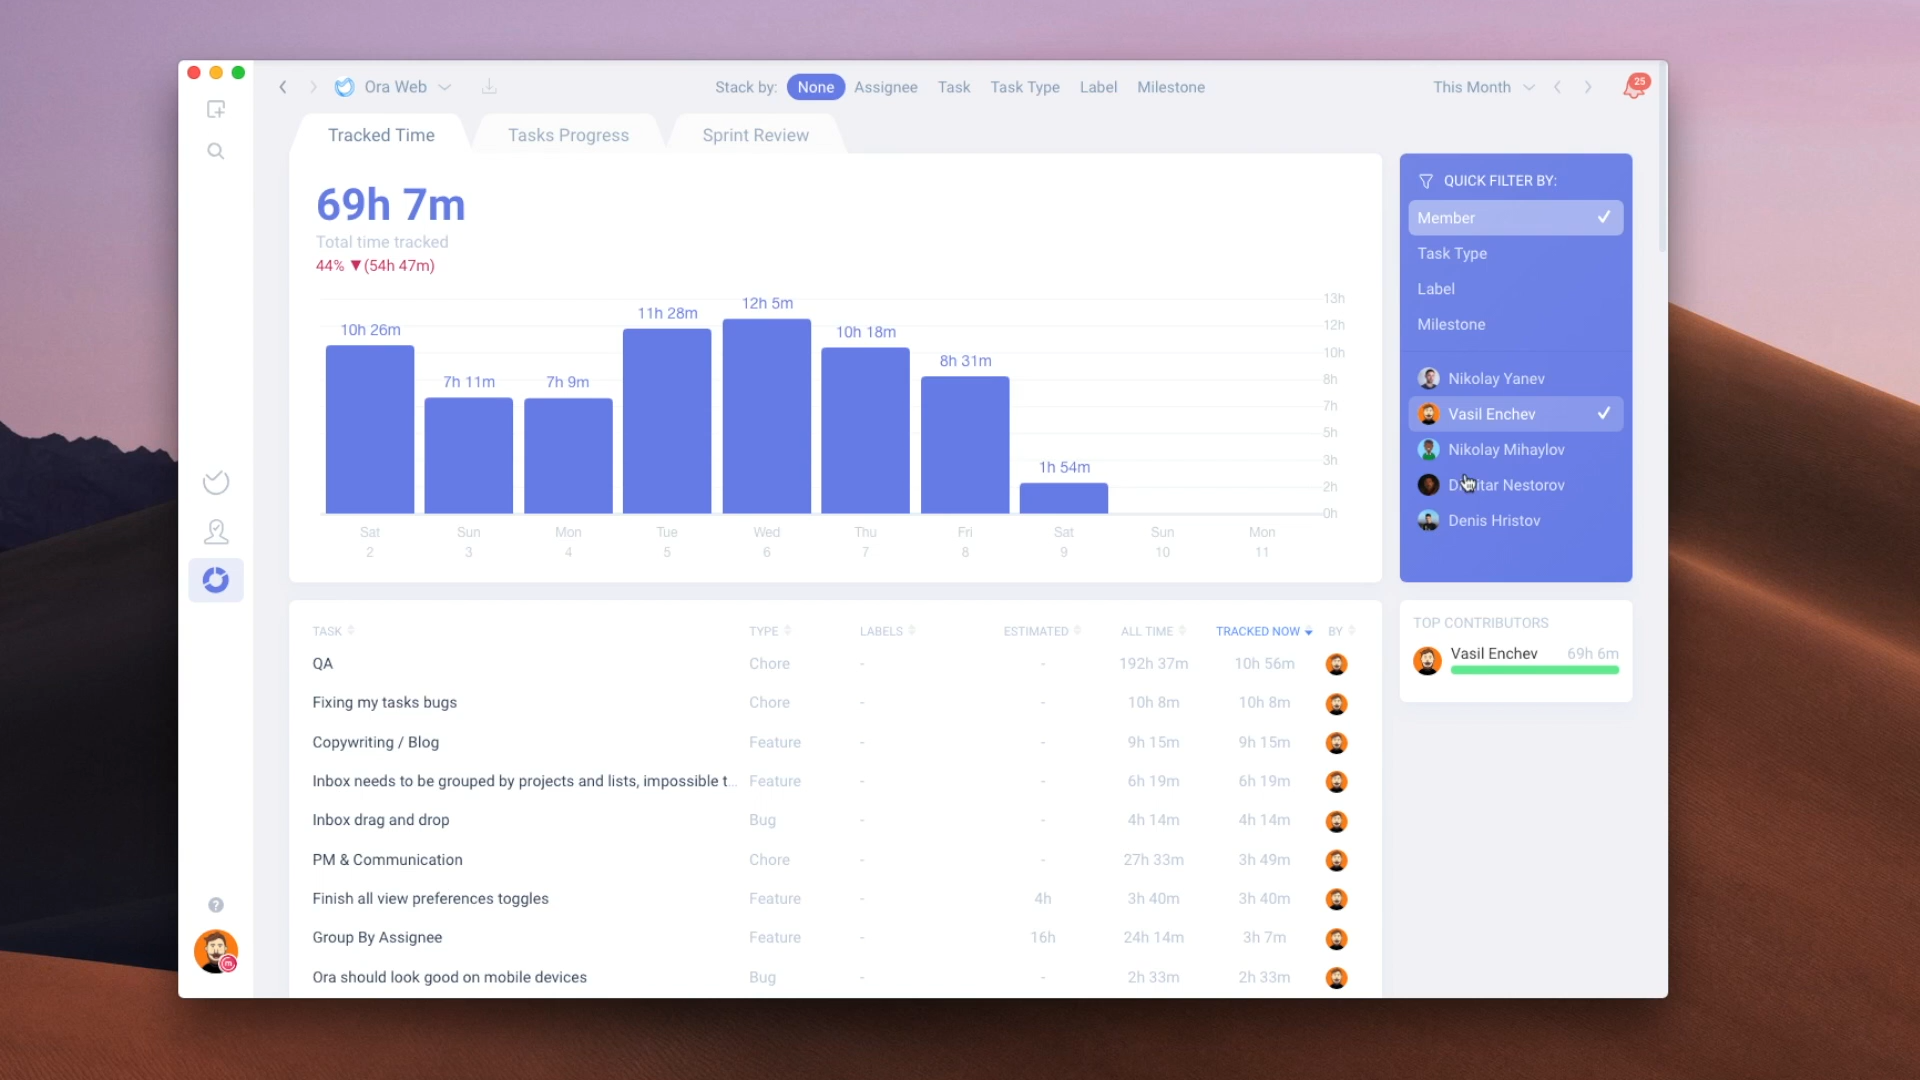 Ora Web
Stack by: None Assignee Task Task Type Label Milestone
This Month
25
Tracked Time
Tasks Progress
Sprint Review
69h 7m
Total time tracked
44% ▼(54h 47m)
13h
12h
10h
8h
7h
5h
3h
2h
0h
10h 26m
7h 11m
7h 9m
11h 28m
12h 5m
10h 18m
8h 31m
1h 54m
Sat Sun Mon Tue Wed Thu Fri Sat Sun Mon
2 3 4 5 6 7 8 9 10 11
QUICK FILTER BY:
Member
Task Type
Label
Milestone
Nikolay Yanev
Vasil Enchev
Nikolay Mihaylov
Nestorov
Denis Hristov
TOP CONTRIBUTORS
Vasil Enchev 69h 6m
TASK TYPE LABELS ESTIMATED ALL TIME TRACKED NOW BY
QA Chore - - 192h 37m 10h 56m
Fixing my tasks bugs Chore - - 10h 8m 10h 8m
Copywriting / Blog Feature - - 9h 15m 9h 15m
Inbox needs to be grouped by projects and lists, impossible t... Feature - - 6h 19m 6h 19m
Inbox drag and drop Bug - - 4h 14m 4h 14m
PM & Communication Chore - - 27h 33m 3h 49m
Finish all view preferences toggles Feature - 4h 3h 40m 3h 40m
Group By Assignee Feature - 16h 24h 14m 3h 7m
Ora should look good on mobile devices Bug - - 2h 33m 2h 33m
?
m